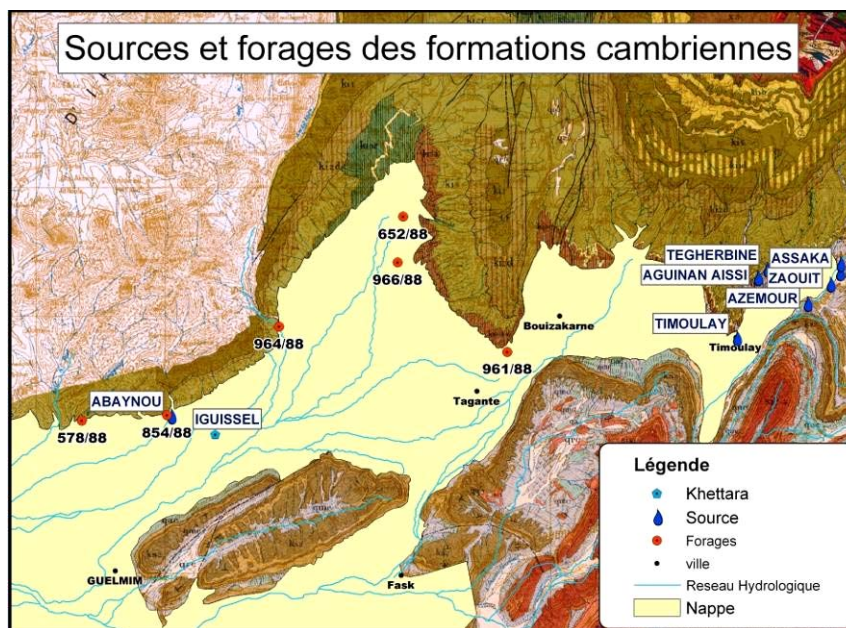 Sources et forages des formations cambriennes
652/88
966/88
TEGHERBINE
ASSAKA
AGUINAN AISSI
ZAOUIT
AZEMOUR
964/88
Bouizakarne
TIMOULAY
Timoulay
961/88
Tagante
ABAYNOU
IGUISSEL
578/88
854/88
GUELMIM
Fask
Légende
Khettara
Source
Forages
ville
Reseau Hydrologique
Nappe